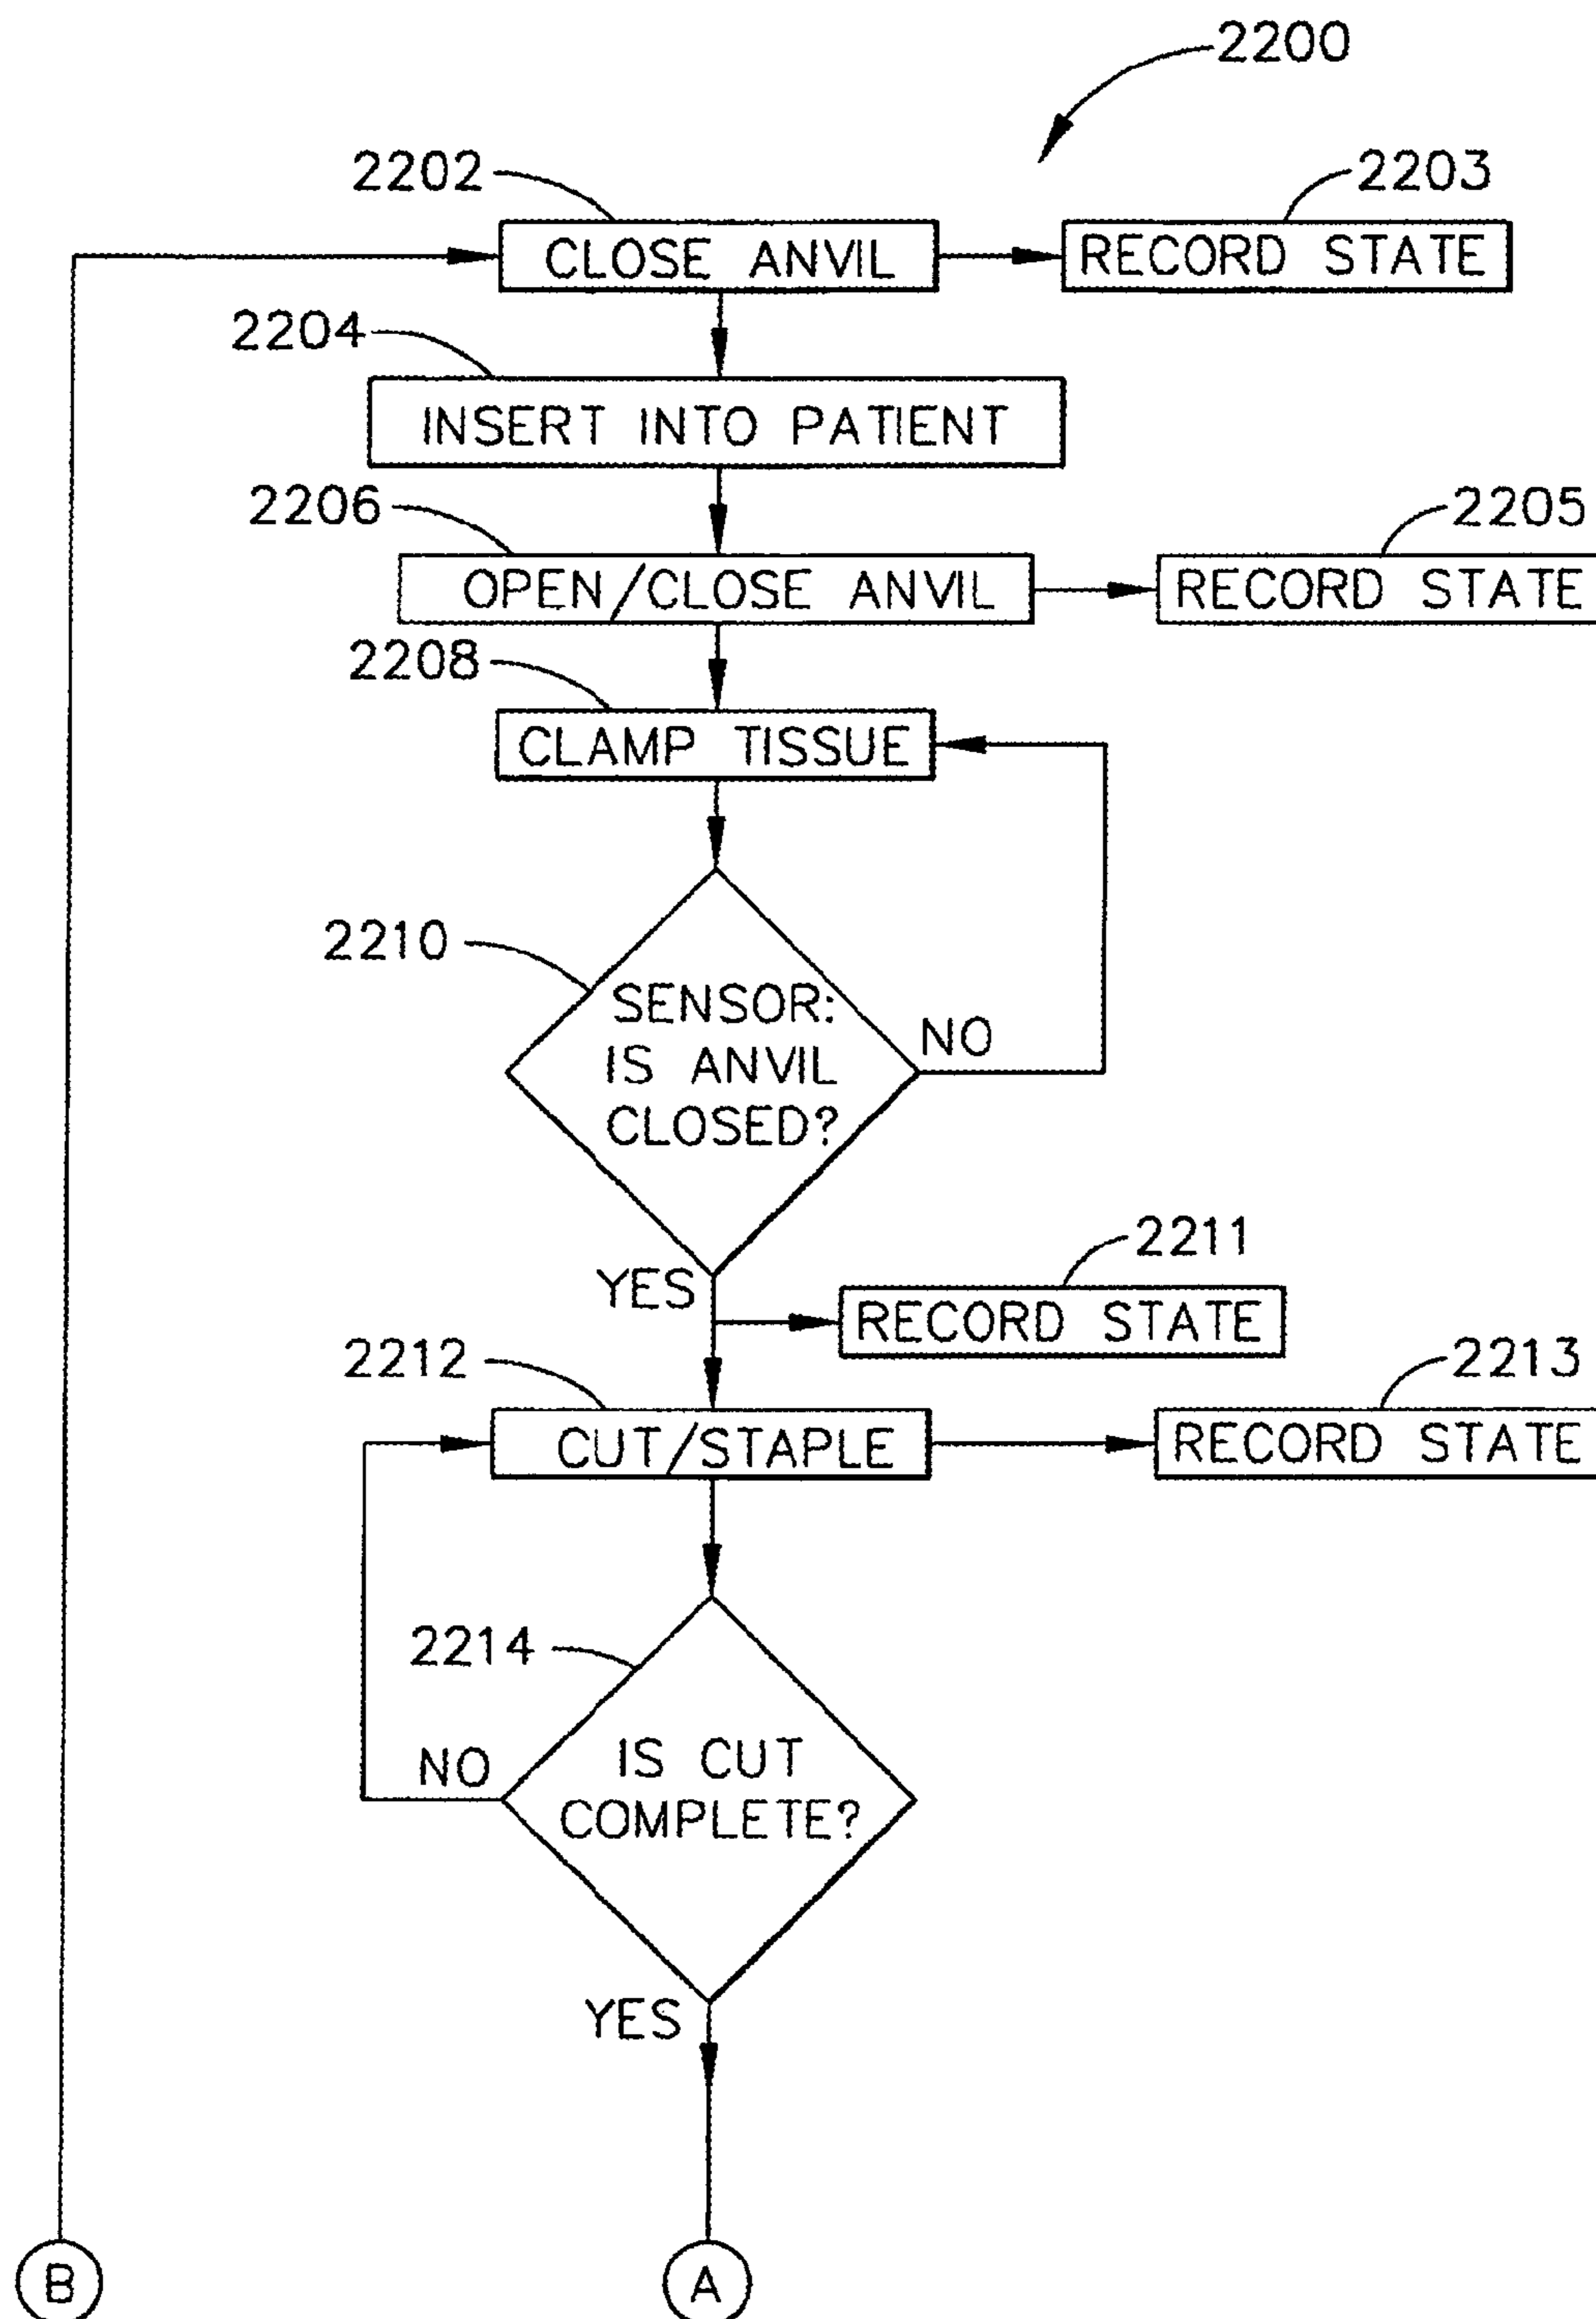 2200
2202
2203
CLOSE ANVIL
RECORD STATE
2204
INSERT INTO PATIENT
2206
2205
OPEN/CLOSE ANVIL
RECORD STATE
2208
CLAMP TISSUE
2210
SENSOR:
IS ANVIL
CLOSED?
NO
YES
2211
RECORD STATE
2212
2213
CUT/STAPLE
RECORD STATE
2214
NO
IS CUT
COMPLETE?
YES
B
A